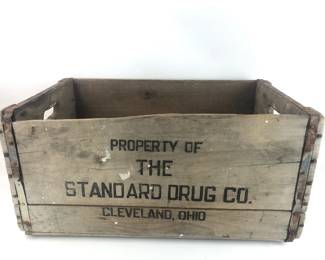 PROPERTY OF
THE
STANDARD DRUG CO.
CLEVELAND, OHIO